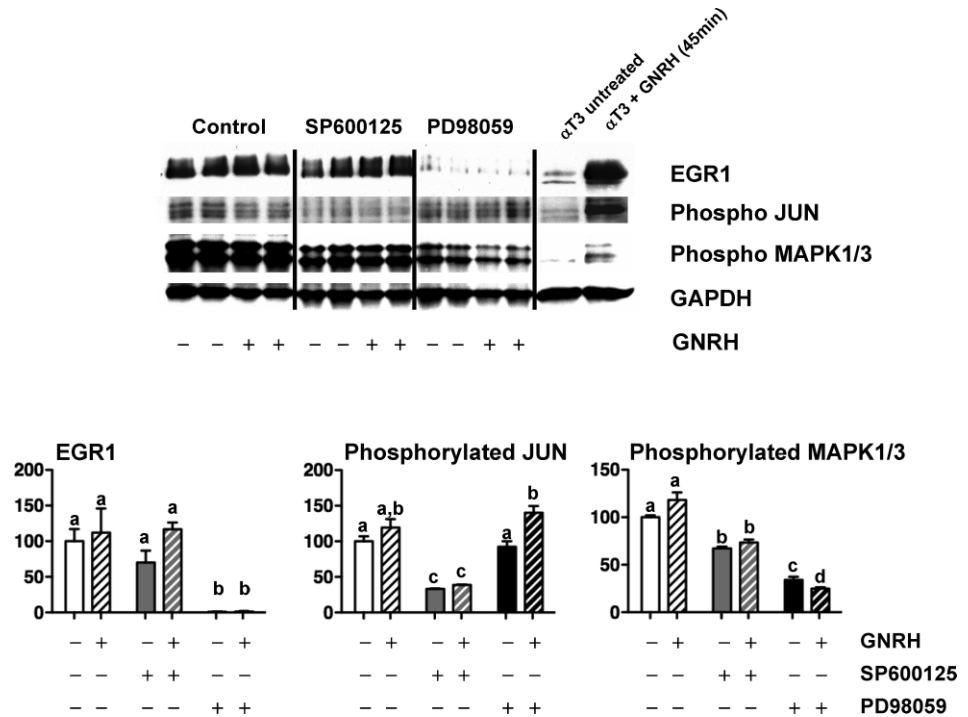 αT3 untreated
αT3 + GNRH (45min)
Control SP600125 PD98059
EGR1
Phospho JUN
Phospho MAPK1/3
GAPDH
− − + + − − + + − − + + GNRH
EGR1 Phosphorylated JUN Phosphorylated MAPK1/3
200
150
100
50
0
a a a a b b
200
150
100
50
0
a a,b c c a b
150
100
50
0
a a b b c d
− + − + − + − + − + − + − + − + − + GNRH
− − + + − − − − + + − − − − + + − − SP600125
− − − − + + − − − − + + − − − − + + PD98059